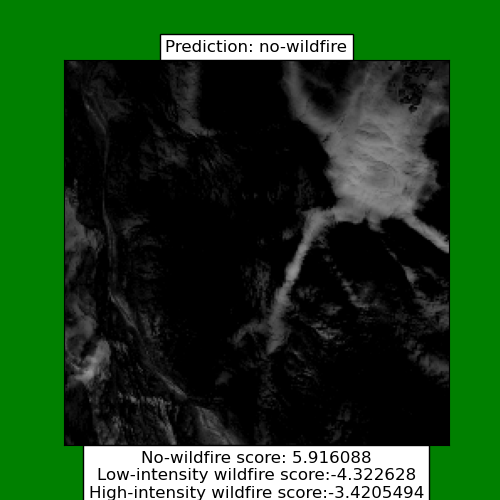 Prediction: no-wildfire
No-wildfire score: 5.916088
Low-intensity wildfire score:-4.322628
High-intensity wildfire score:-3.4205494